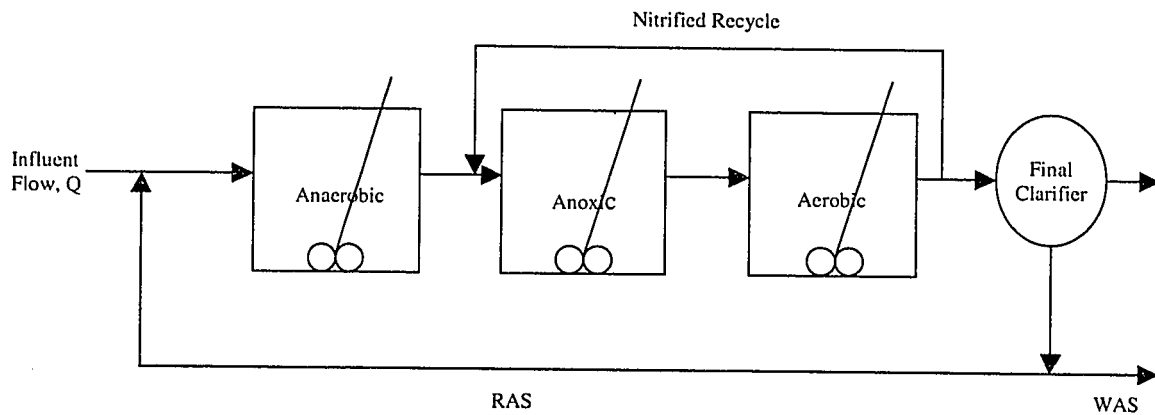 Nitrified Recycle
Influent
Flow, Q
Anaerobic
Anoxic
Aerobic
Final
Clarifier
RAS
WAS